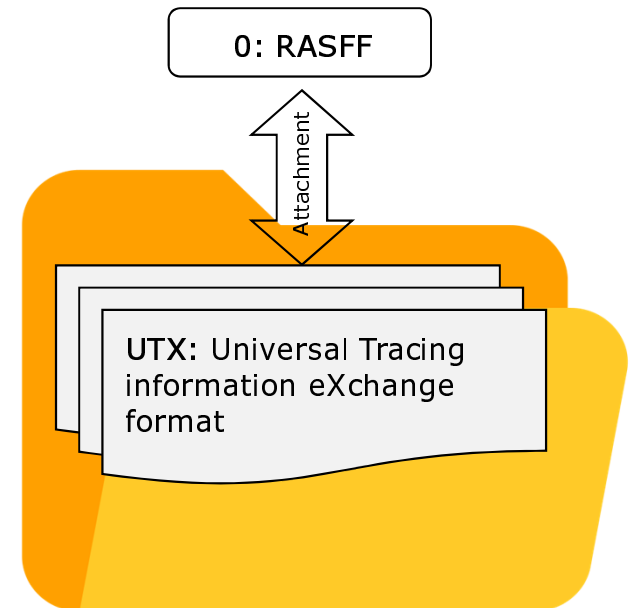 0: RASFF
Attachment
UTX: Universal Tracing
information eXchange
format